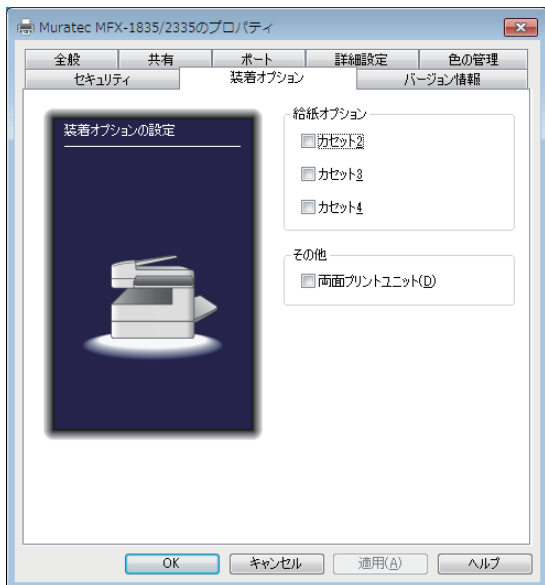 Muratec MFX-1835/2335のプロパティ
全般 共有 ポート 詳細設定 色の管理
セキュリティ 装着オプション バージョン情報
装着オプションの設定
給紙オプション
カセット2
カセット3
カセット4
その他
両面プリントユニット(D)
OK キャンセル 適用(A) ヘルプ